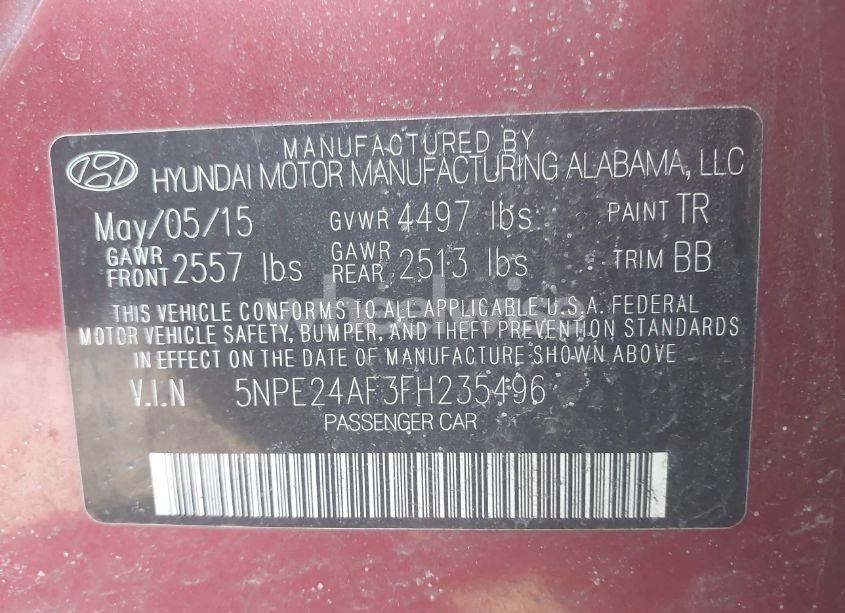 MANUFACTURED BY
HYUNDAI MOTOR MANUFACTURING ALABAMA, LLC
May/05/15 GVWR 4497 lbs PAINT TR
GAWR FRONT 2557 lbs GAWR REAR 2513 lbs TRIM BB
THIS VEHICLE CONFORMS TO ALL APPLICABLE U.S.A. FEDERAL
MOTOR VEHICLE SAFETY, BUMPER, AND THEFT PREVENTION STANDARDS
IN EFFECT ON THE DATE OF MANUFACTURE SHOWN ABOVE.
V.I.N 5NPE24AF3FH235496
PASSENGER CAR